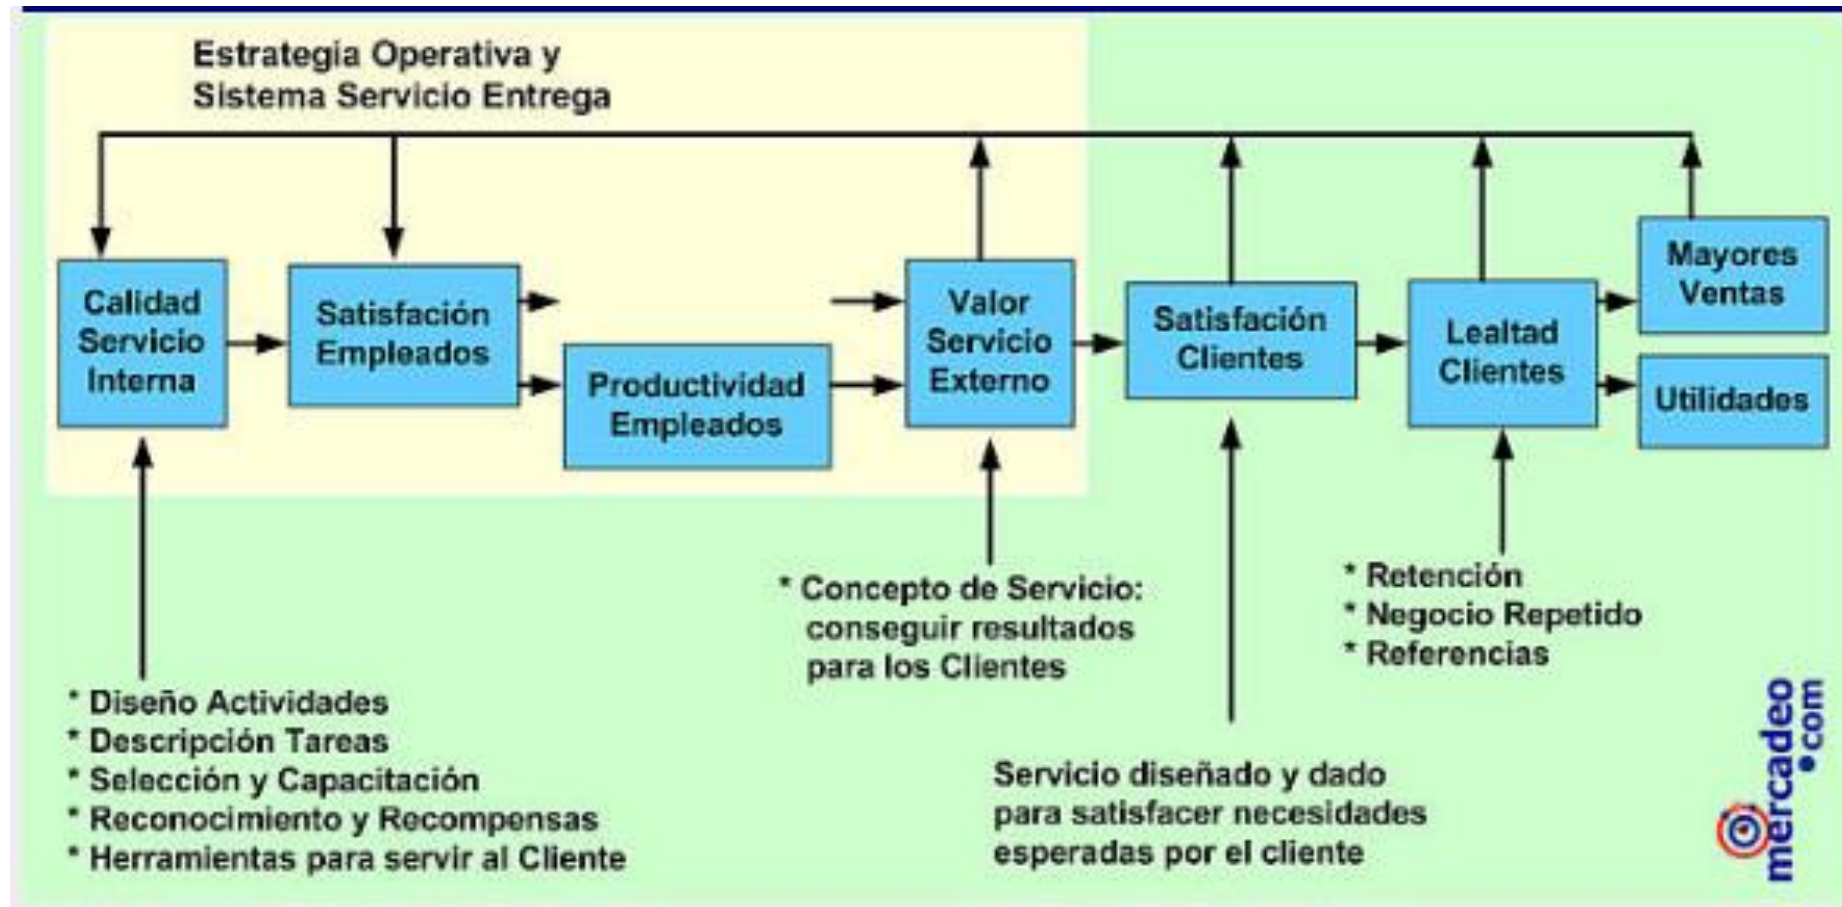 Estrategia Operativa y
Sistema Servicio Entrega
Calidad
Servicio
Interna
Satisfación
Empleados
Productividad
Empleados
Valor
Servicio
Externo
Satisfación
Clientes
Lealtad
Clientes
Mayores
Ventas
Utilidades
* Diseño Actividades
* Descripción Tareas
* Selección y Capacitación
* Reconocimiento y Recompensas
* Herramientas para servir al Cliente
* Concepto de Servicio:
conseguir resultados
para los Clientes
Servicio diseñado y dado
para satisfacer necesidades
esperadas por el cliente
* Retención
* Negocio Repetido
* Referencias
mercadeo
•com